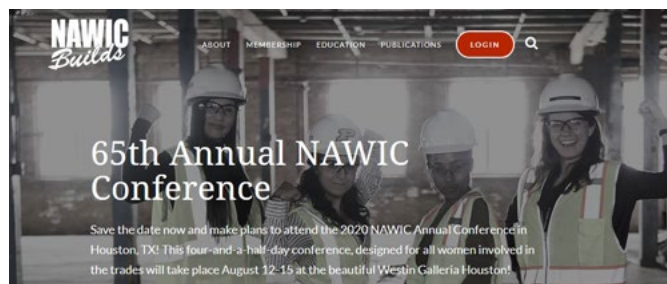 NAWIC
Builds
ABOUT MEMBERSHIP EDUCATION PUBLICATIONS LOGIN
65th Annual NAWIC
Conference
Save the date now and make plans to attend the 2020 NAWIC Annual Conference in
Houston, TX! This four-and-a-half-day conference, designed for all women involved in
the trades will take place August 12-15 at the beautiful Westin Galleria Houston!